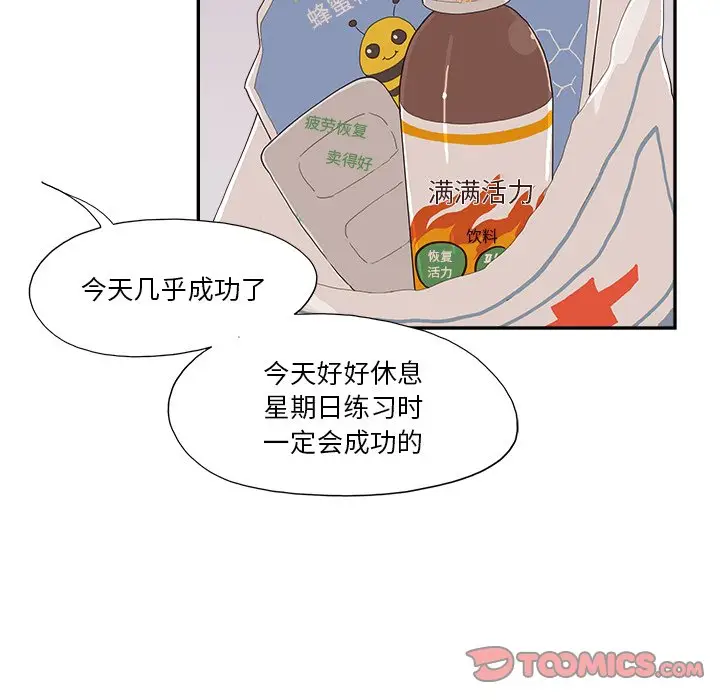 蜂蜜
疲劳恢复
卖得好
满满活力
饮料
恢复
活力
今天几乎成功了
今天好好休息
星期日练习时
一定会成功的
TOOMICS.COM